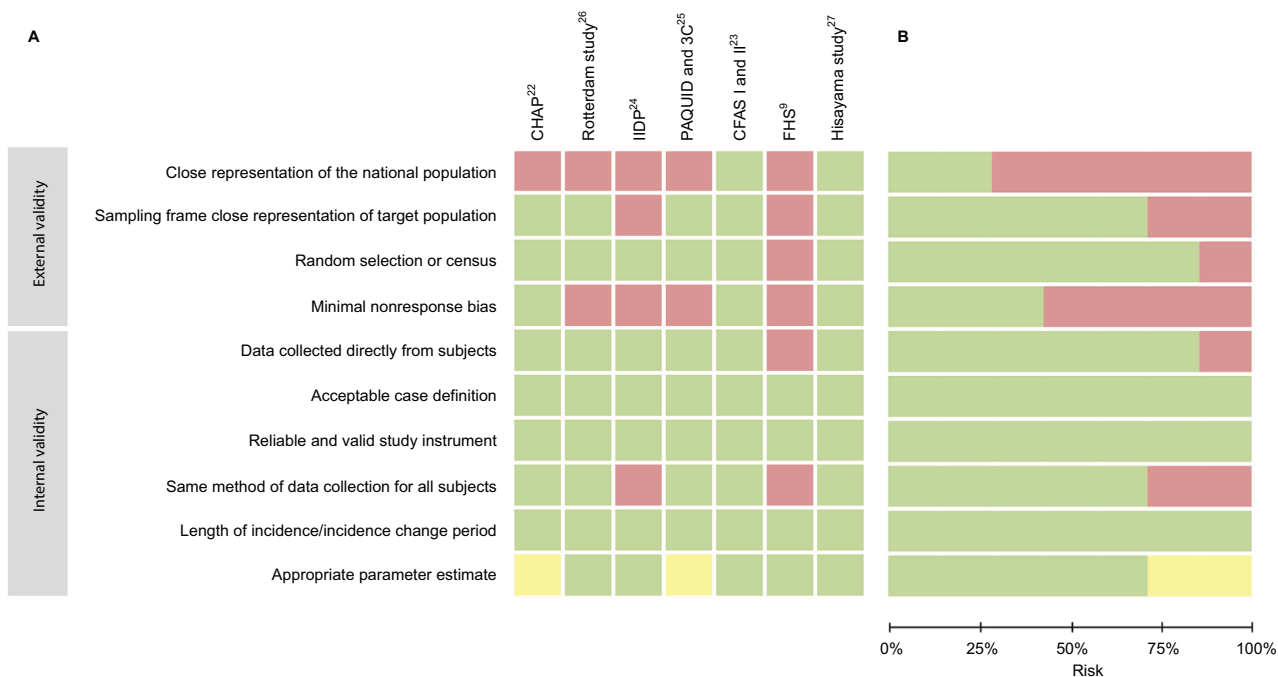 A
B
CHAP22
Rotterdam study26
IIDP24
PAQUID and 3C25
CFAS I and II23
FHS9
Hisayama study27
External validity
Close representation of the national population
Sampling frame close representation of target population
Random selection or census
Minimal nonresponse bias
Internal validity
Data collected directly from subjects
Acceptable case definition
Reliable and valid study instrument
Same method of data collection for all subjects
Length of incidence/incidence change period
Appropriate parameter estimate
0% 25% 50% 75% 100%
Risk